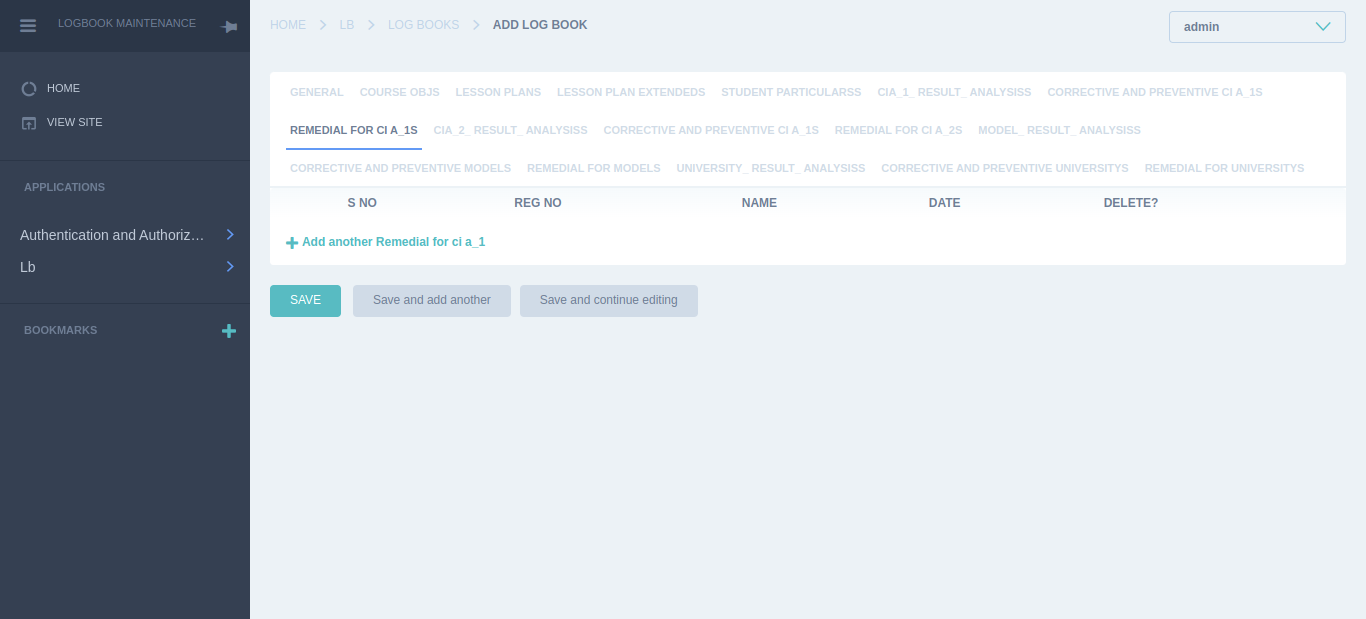 LOGBOOK MAINTENANCE
HOME
VIEW SITE
APPLICATIONS
Authentication and Authoriz…
Lb
BOOKMARKS
HOME LB LOG BOOKS ADD LOG BOOK
admin
GENERAL COURSE OBJS LESSON PLANS LESSON PLAN EXTENDEDS STUDENT PARTICULARSS CIA_1_ RESULT_ ANALYSISS CORRECTIVE AND PREVENTIVE CI A_1S
REMEDIAL FOR CI A_1S CIA_2_ RESULT_ ANALYSISS CORRECTIVE AND PREVENTIVE CI A_1S REMEDIAL FOR CI A_2S MODEL_ RESULT_ ANALYSISS
CORRECTIVE AND PREVENTIVE MODELS REMEDIAL FOR MODELS UNIVERSITY_ RESULT_ ANALYSISS CORRECTIVE AND PREVENTIVE UNIVERSITYS REMEDIAL FOR UNIVERSITYS
S NO REG NO NAME DATE DELETE?
Add another Remedial for ci a_1
SAVE Save and add another Save and continue editing